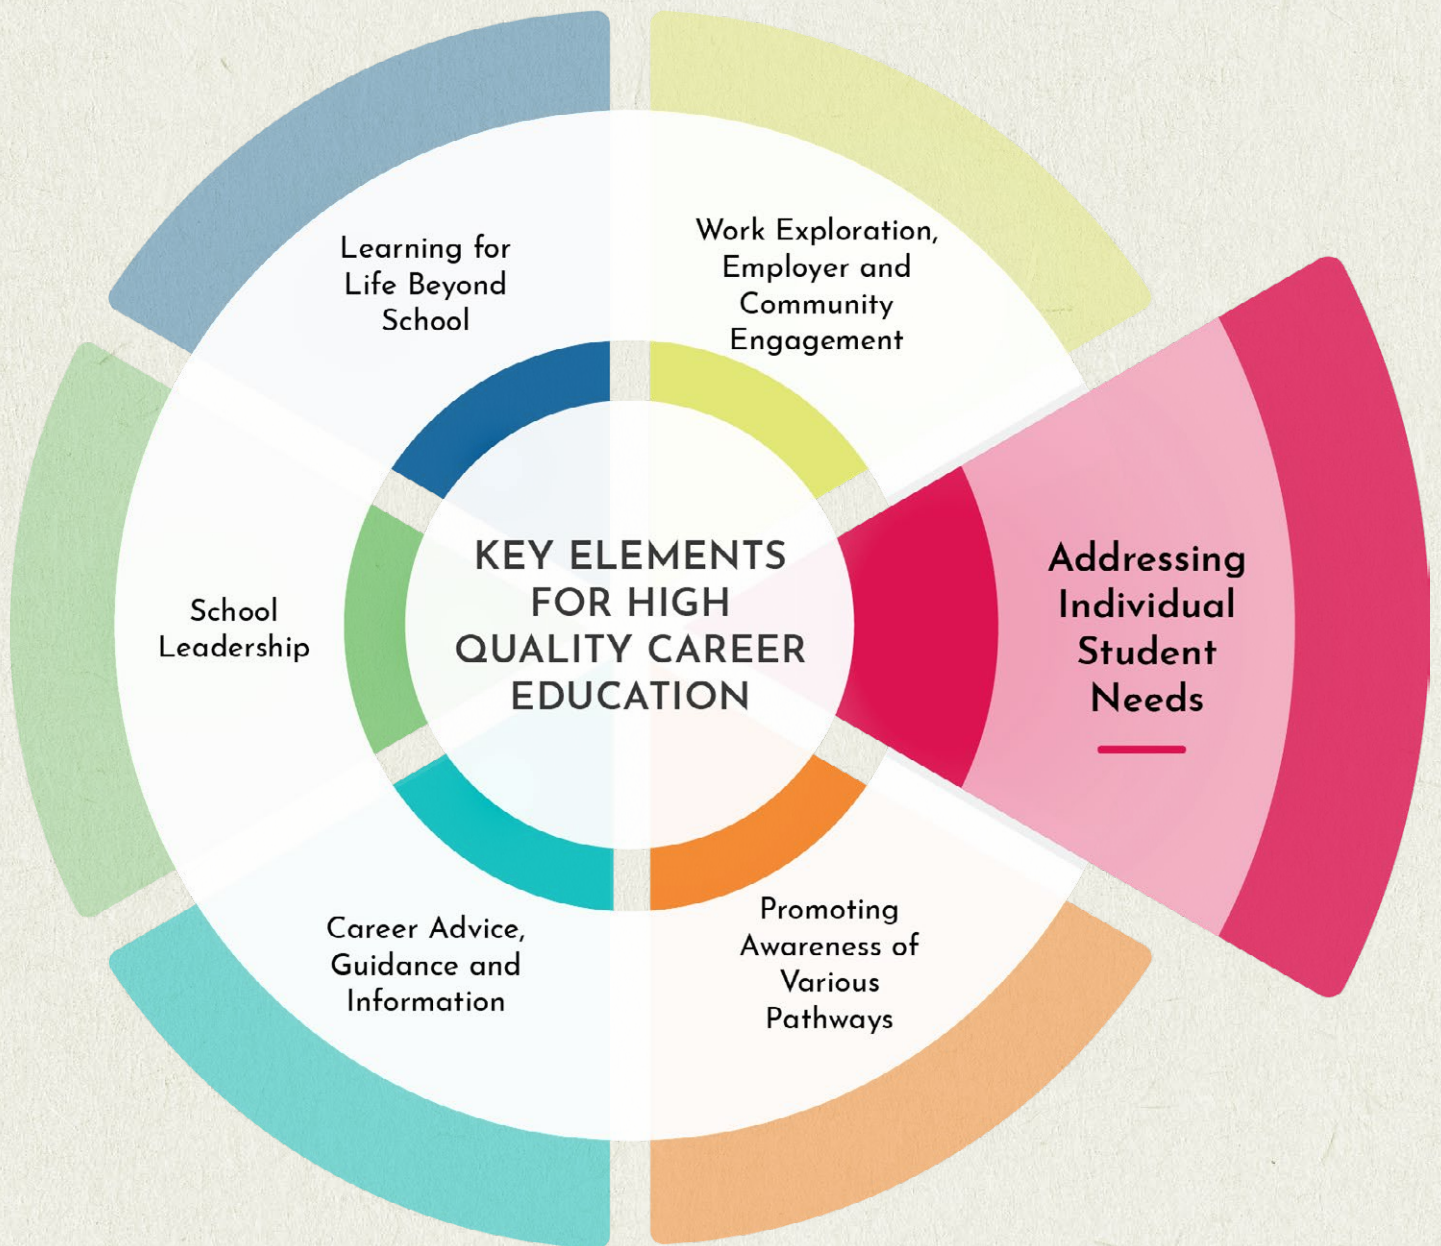 Learning for
Life Beyond
School
Work Exploration,
Employer and
Community
Engagement
Addressing
Individual
Student
Needs
Promoting
Awareness of
Various
Pathways
Career Advice,
Guidance and
Information
School
Leadership
KEY ELEMENTS
FOR HIGH
QUALITY CAREER
EDUCATION